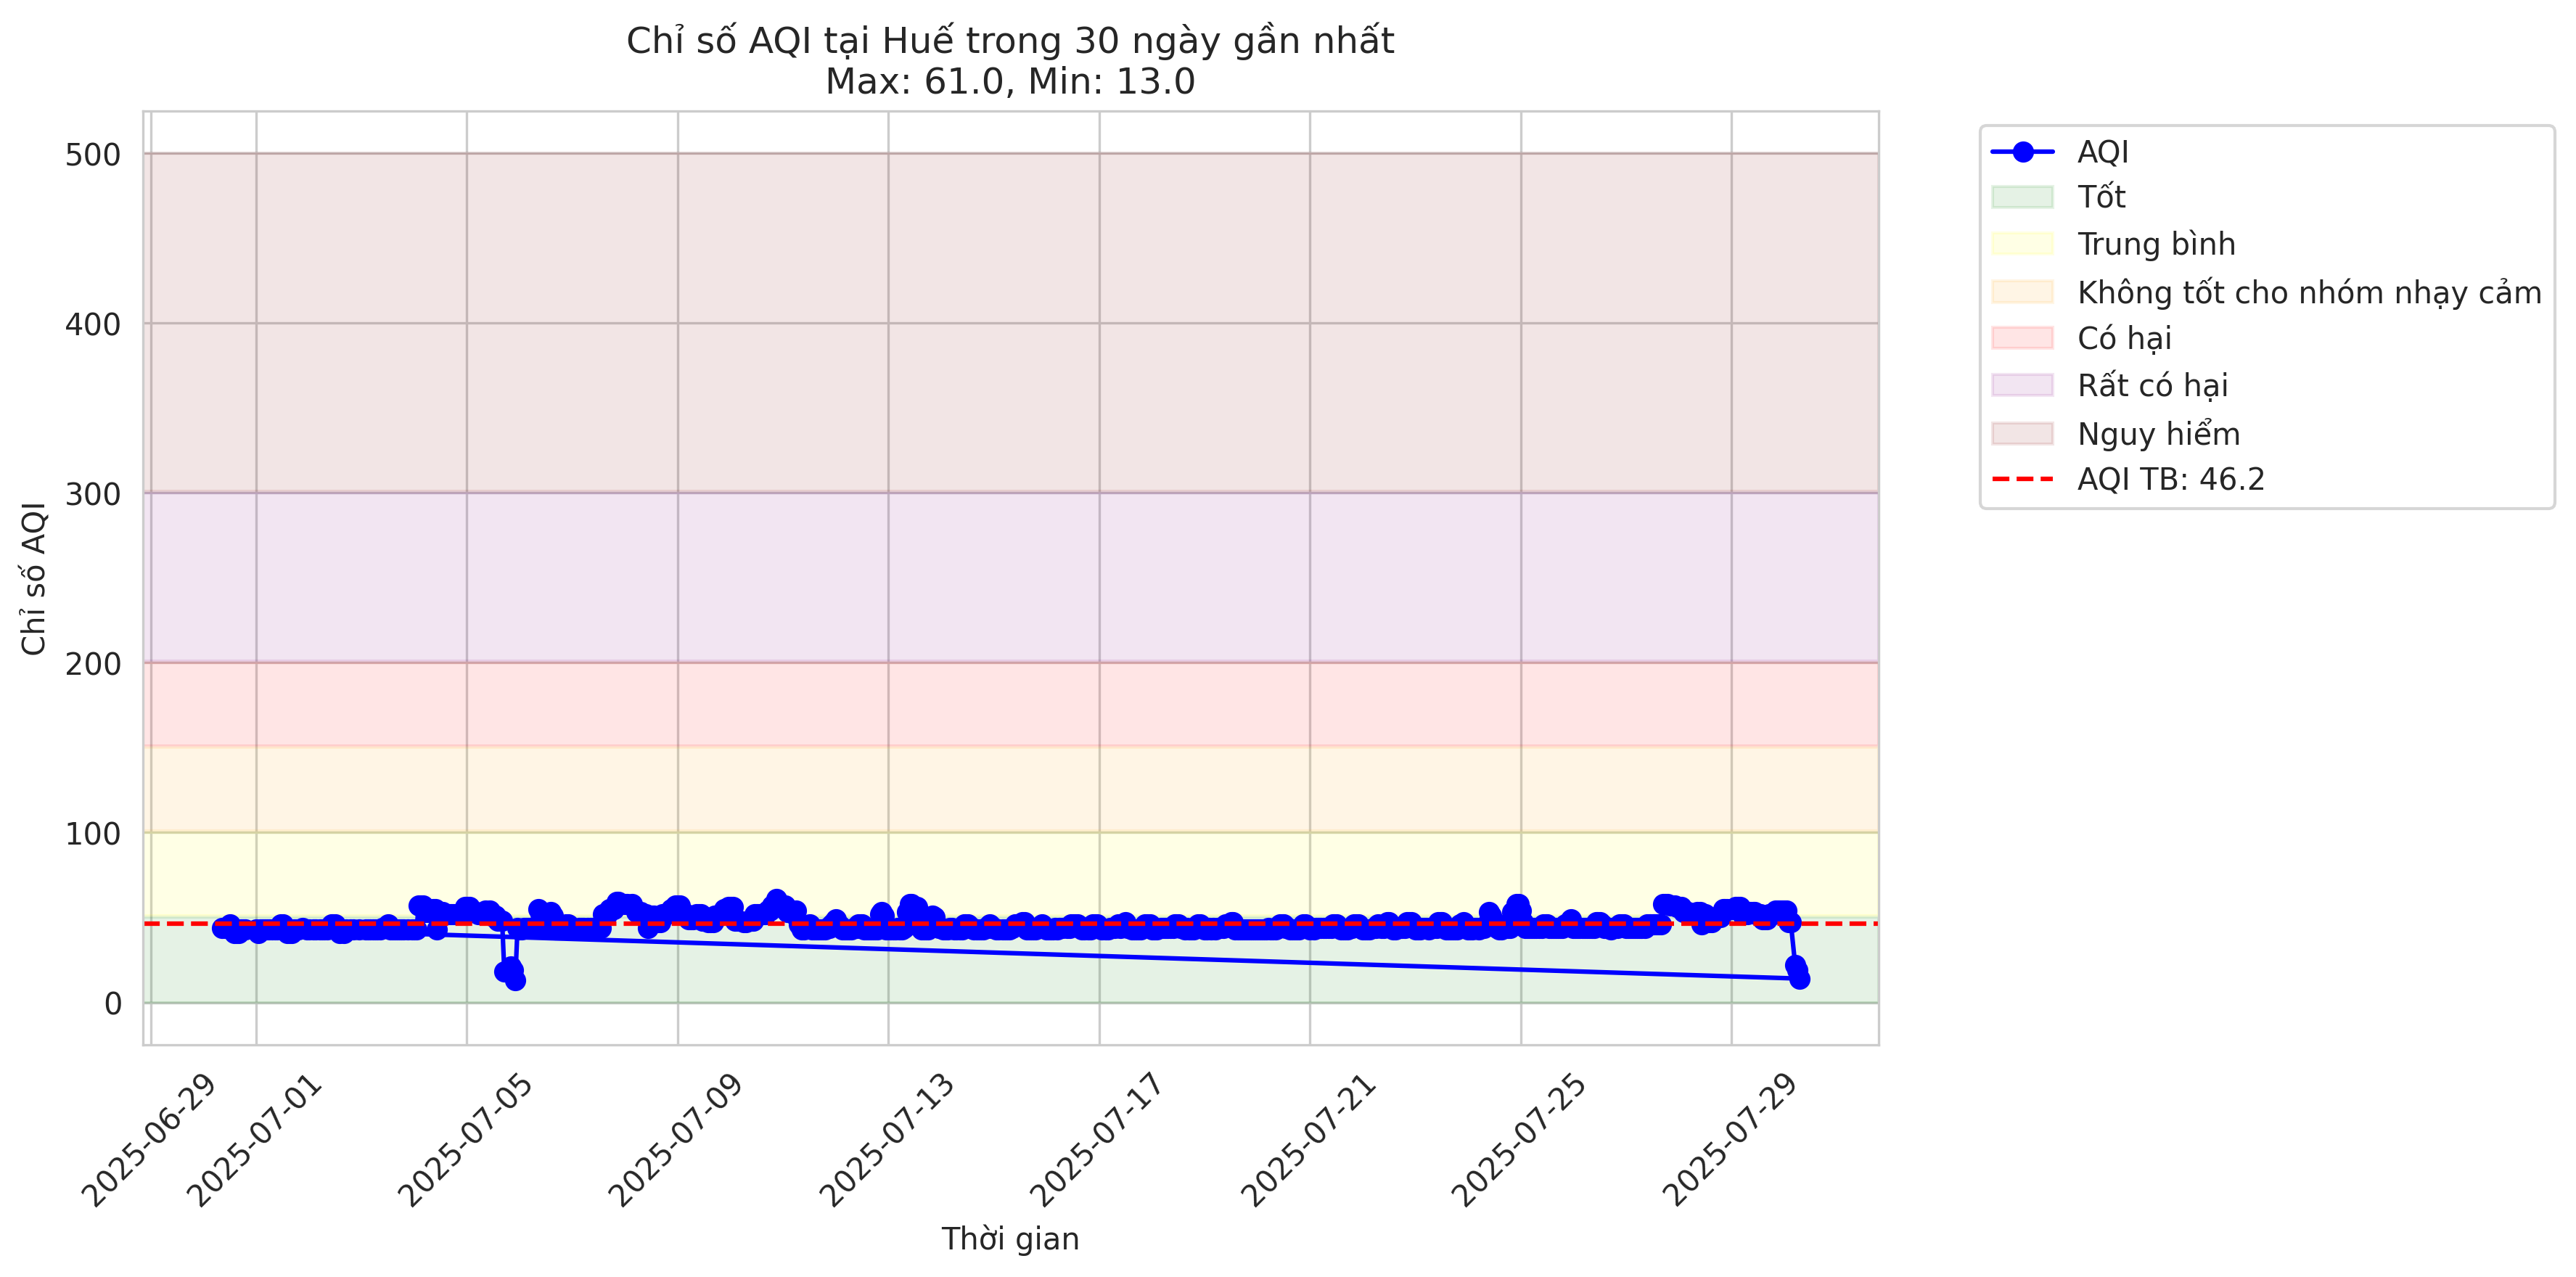 Chỉ số AQI tại Huế trong 30 ngày gần nhất
Max: 61.0, Min: 13.0
Chỉ số AQI
500
400
300
200
100
0
2025-06-29
2025-07-01
2025-07-05
2025-07-09
2025-07-13
2025-07-17
2025-07-21
2025-07-25
2025-07-29
Thời gian
AQI
Tốt
Trung bình
Không tốt cho nhóm nhạy cảm
Có hại
Rất có hại
Nguy hiểm
AQI TB: 46.2